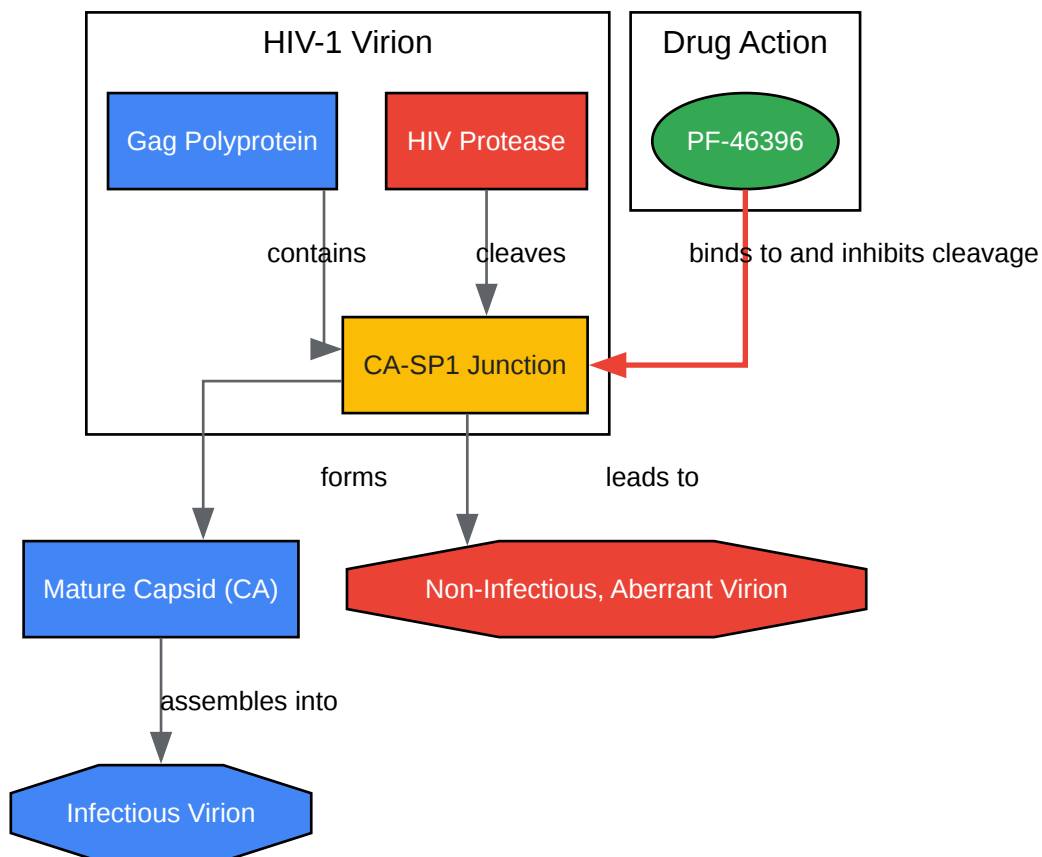 HIV-1 Virion
Drug Action
Gag Polyprotein
HIV Protease
PF-46396
contains
cleaves
binds to and inhibits cleavage
CA-SP1 Junction
forms
leads to
Mature Capsid (CA)
Non-Infectious, Aberrant Virion
assembles into
Infectious Virion